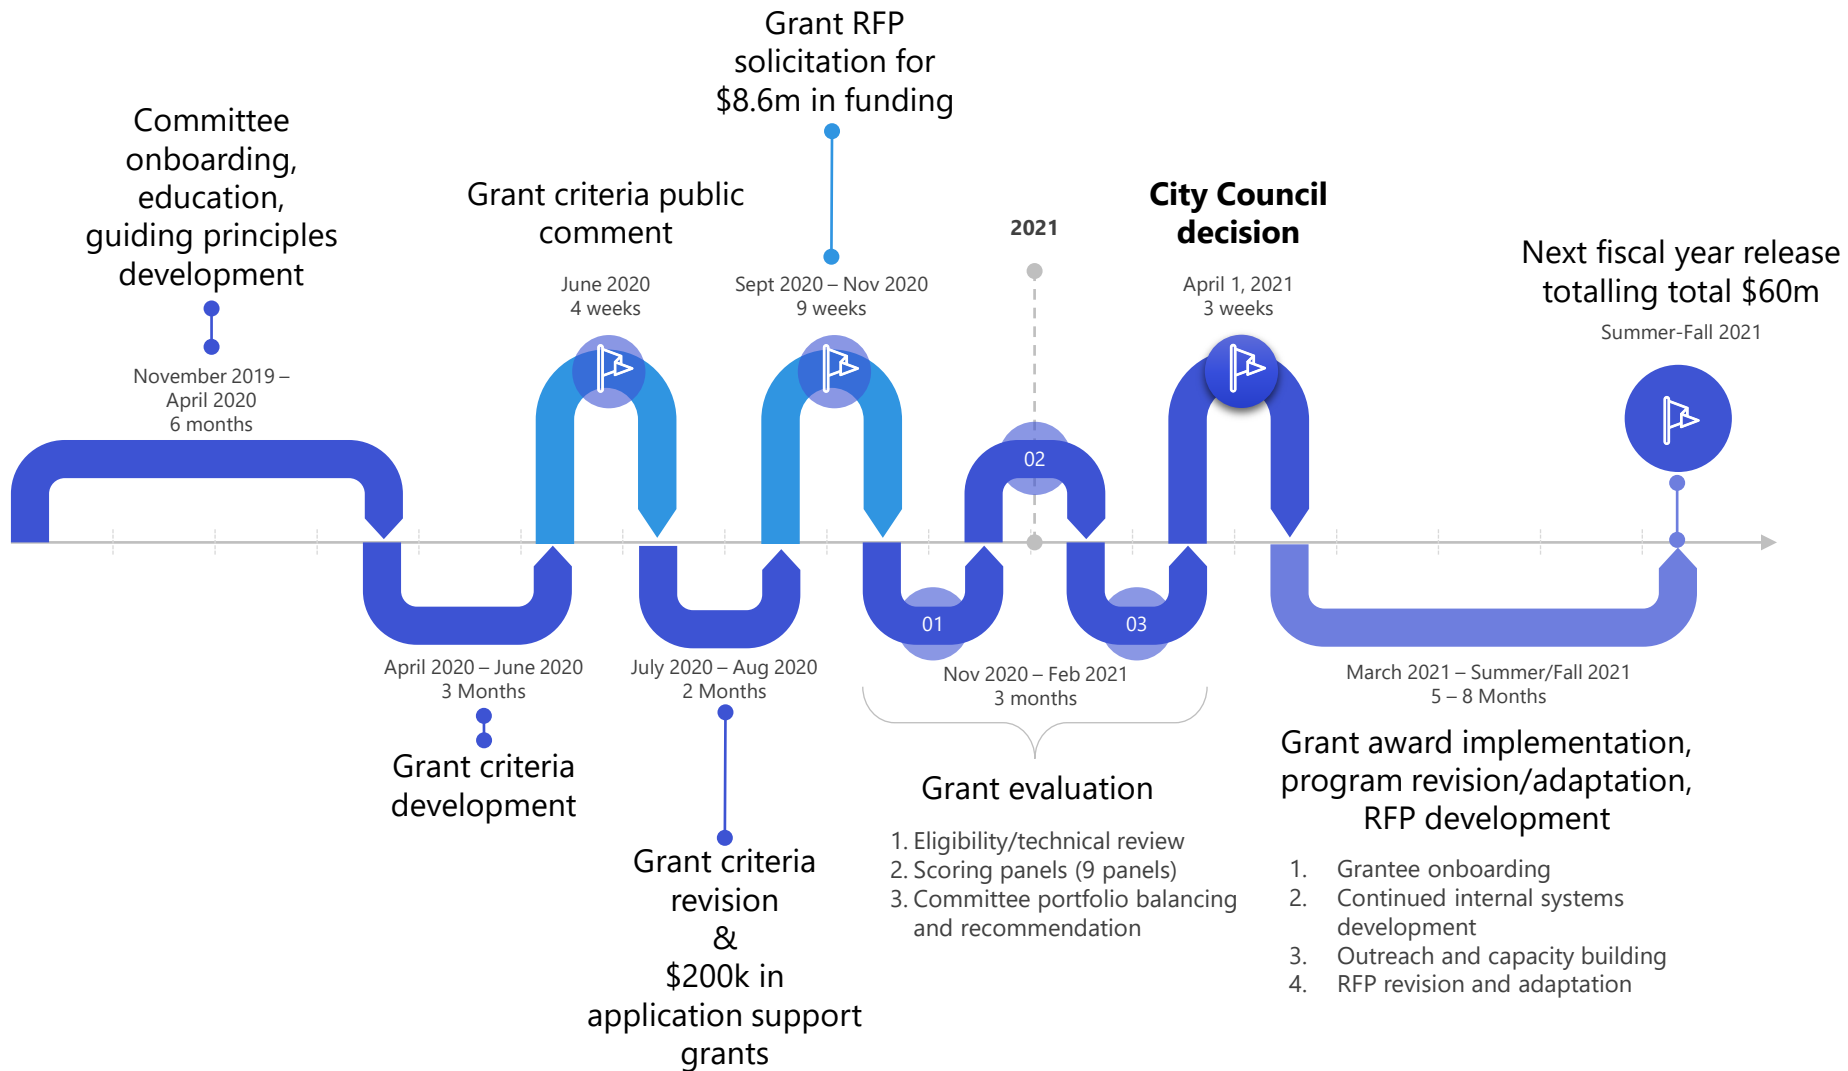 Committee
onboarding,
education,
guiding principles
development
November 2019 –
April 2020
6 months
April 2020 – June 2020
3 Months
Grant criteria
development
Grant criteria public
comment
June 2020
4 weeks
July 2020 – Aug 2020
2 Months
Grant criteria
revision
&
$200k in
application support
grants
Grant RFP
solicitation for
$8.6m in funding
Sept 2020 – Nov 2020
9 weeks
2021
01
02
03
Nov 2020 – Feb 2021
3 months
Grant evaluation
1. Eligibility/technical review
2. Scoring panels (9 panels)
3. Committee portfolio balancing
and recommendation
City Council
decision
April 1, 2021
3 weeks
March 2021 – Summer/Fall 2021
5 – 8 Months
Grant award implementation,
program revision/adaptation,
RFP development
1. Grantee onboarding
2. Continued internal systems
development
3. Outreach and capacity building
4. RFP revision and adaptation
Next fiscal year release
totalling total $60m
Summer-Fall 2021